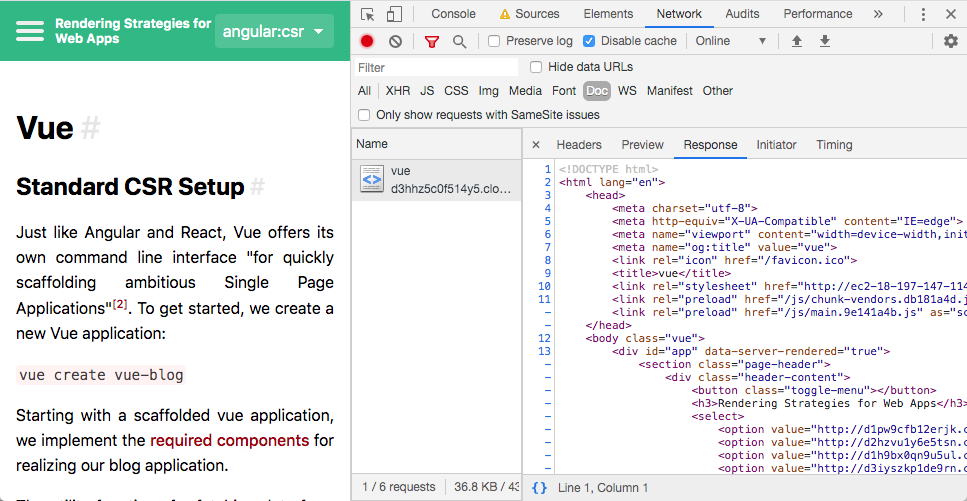 Rendering Strategies for
Web Apps
angular:csr
Vue #
Standard CSR Setup #
Just like Angular and React, Vue offers its
own command line interface "for quickly
scaffolding ambitious Single Page
Applications"[2]. To get started, we create a
new Vue application:
vue create vue-blog
Starting with a scaffolded vue application,
we implement the required components for
realizing our blog application.
Console
Sources
Elements
Network
Audits
Performance
Preserve log
Disable cache
Online
Filter
Hide data URLs
All
XHR
JS
CSS
Img
Media
Font
Doc
WS
Manifest
Other
Only show requests with SameSite issues
Name
vue
d3hhz5c0f514y5.clo...
1 / 6 requests
36.8 KB / 43
Headers
Preview
Response
Initiator
Timing
1 <!DOCTYPE html>
2 <html lang="en">
3 <head>
4 <meta charset="utf-8">
5 <meta http-equiv="X-UA-Compatible" content="IE=edge">
6 <meta name="viewport" content="width=device-width,init
7 <meta name="og:title" value="vue">
8 <link rel="icon" href="/favicon.ico">
9 <title>vue</title>
10 <link rel="stylesheet" href="http://ec2-18-197-147-114
11 <link rel="preload" href="/js/chunk-vendors.db181a4d.j
- <link rel="preload" href="/js/main.9e141a4b.js" as="sc
- </head>
12 <body class="vue">
13 <div id="app" data-server-rendered="true">
- <section class="page-header">
- <div class="header-content">
- <button class="toggle-menu"></button>
- <h3>Rendering Strategies for Web Apps</h3>
- <select>
- <option value="http://d1pw9cfb12erjk.c
- <option value="http://d2hzvu1y6e5tsn.c
- <option value="http://d1h9bx0qn9u5ul.c
- <option value="http://d3iyszkp1de9rn.c
{ } Line 1, Column 1